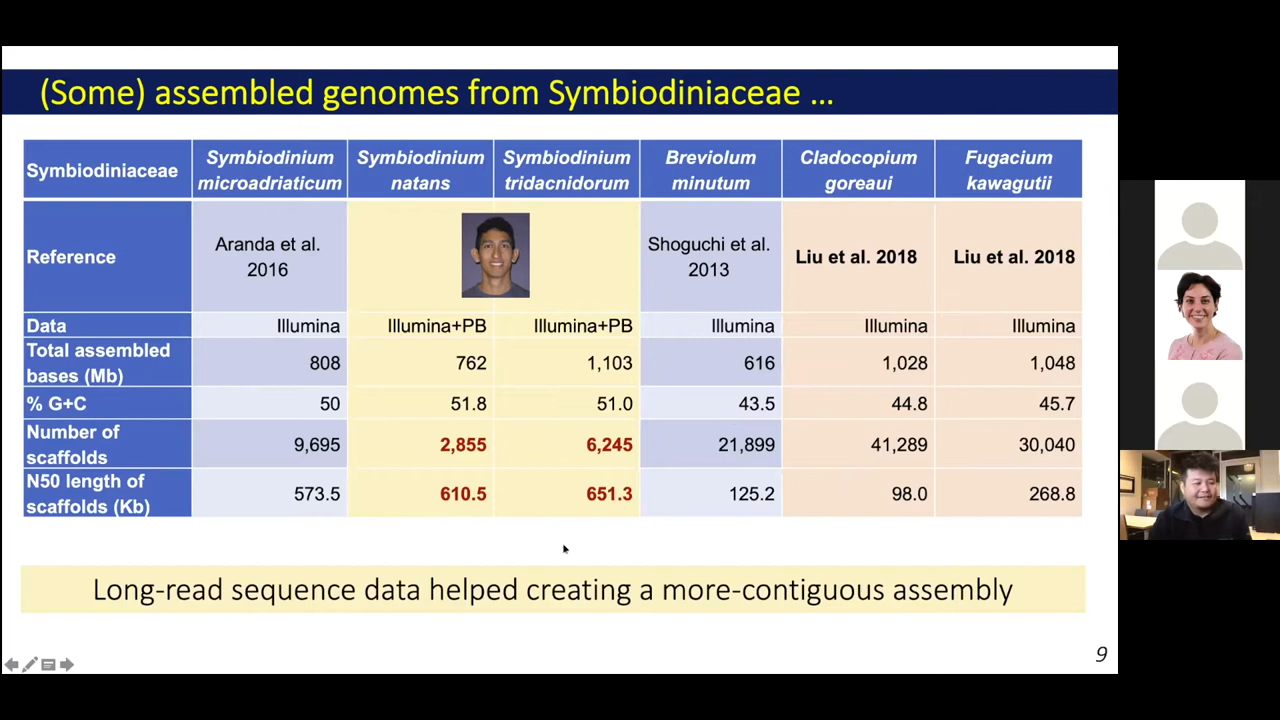 (Some) assembled genomes from Symbiodiniaceae ...
Symbiodiniaceae
Symbiodinium microadriaticum
Symbiodinium natans
Symbiodinium tridacnidorum
Breviolum minutum
Cladocopium goreaui
Fugacium kawagutii
Reference
Aranda et al. 2016
Shoguchi et al. 2013
Liu et al. 2018
Liu et al. 2018
Data
Illumina
Illumina+PB
Illumina+PB
Illumina
Illumina
Illumina
Total assembled bases (Mb)
808
762
1,103
616
1,028
1,048
% G+C
50
51.8
51.0
43.5
44.8
45.7
Number of scaffolds
9,695
2,855
6,245
21,899
41,289
30,040
N50 length of scaffolds (Kb)
573.5
610.5
651.3
125.2
98.0
268.8
Long-read sequence data helped creating a more-contiguous assembly
9